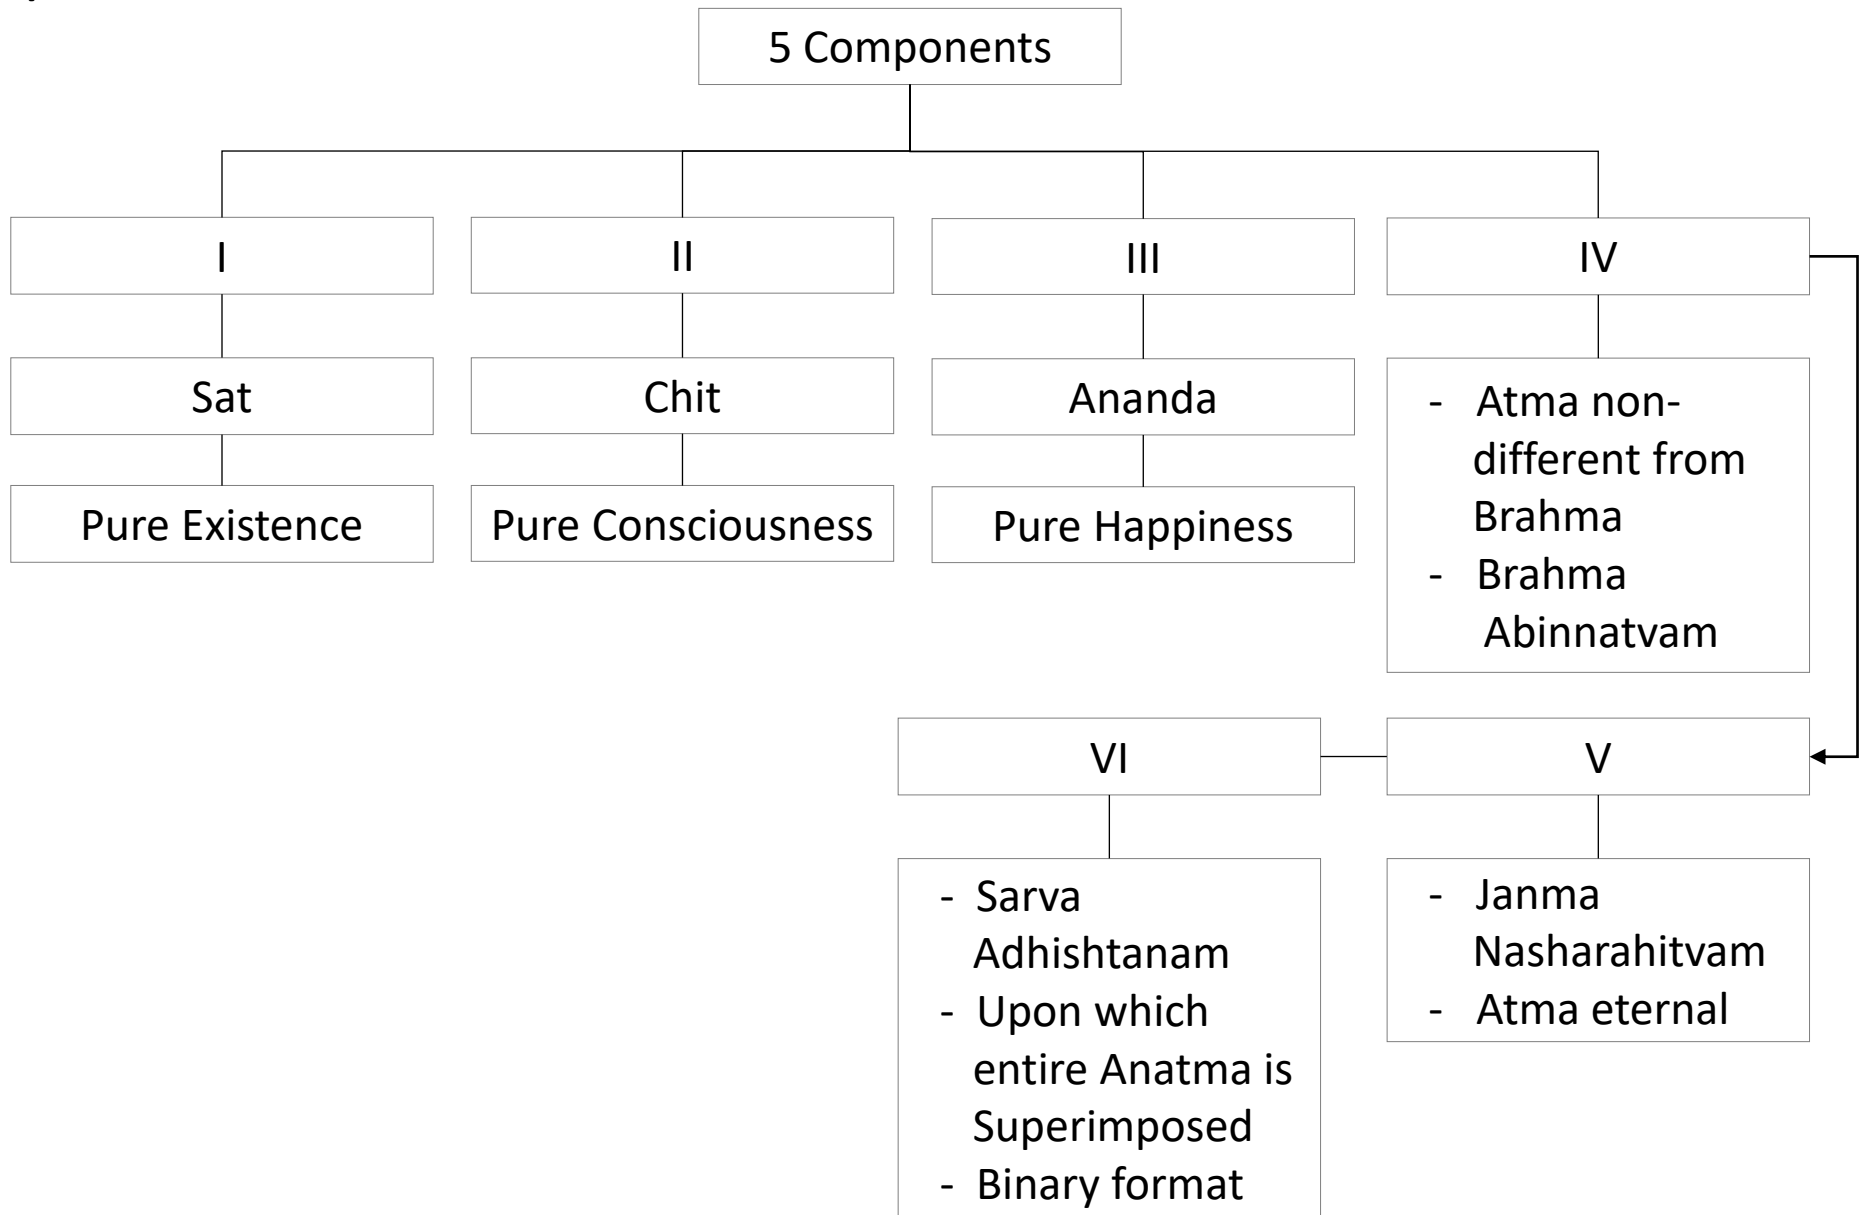 5 Components
I
II
III
IV
Sat
Chit
Ananda
- Atma non-
different from
Brahma
- Brahma
Abinnatvam
Pure Existence
Pure Consciousness
Pure Happiness
VI
V
- Sarva
Adhishtanam
- Upon which
entire Anatma is
Superimposed
- Binary format
- Janma
Nasharahitvam
- Atma eternal